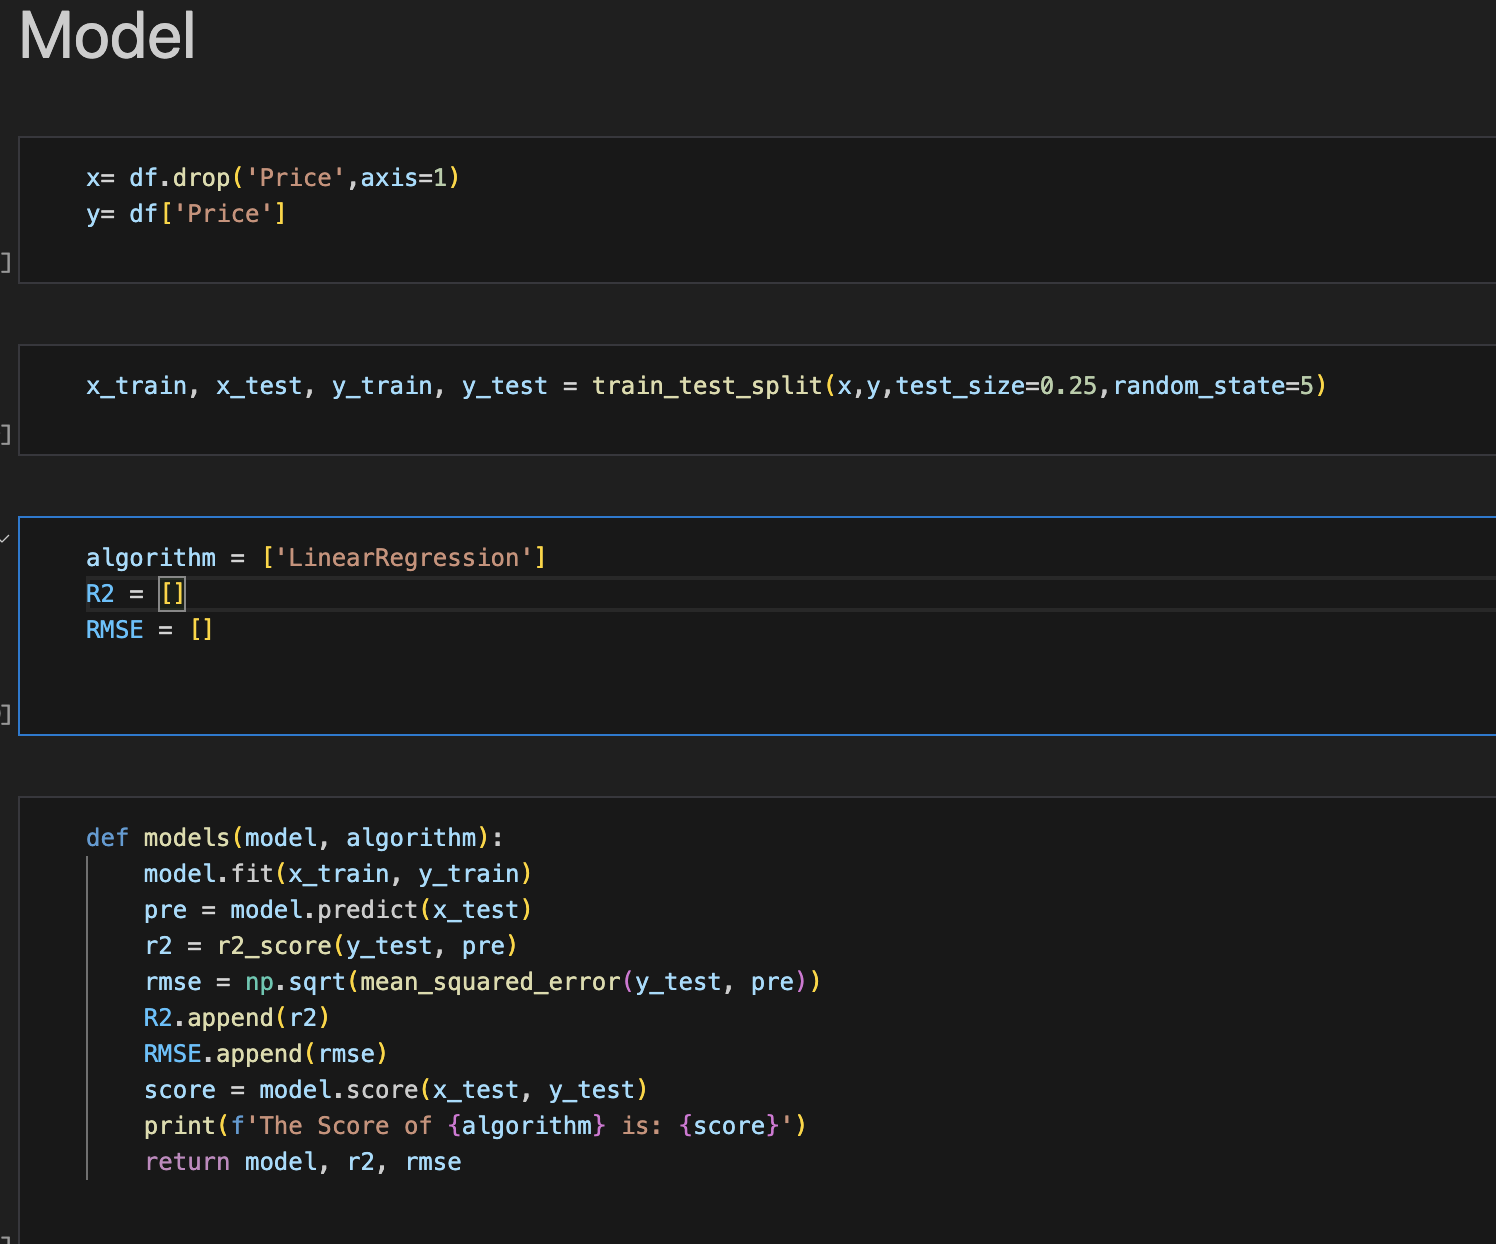 Model
x= df.drop('Price',axis=1)
y= df['Price']
]
x_train, x_test, y_train, y_test = train_test_split(x,y,test_size=0.25,random_state=5)
]
algorithm = ['LinearRegression']
R2 = []
RMSE = []
]
def models(model, algorithm):
    model.fit(x_train, y_train)
    pre = model.predict(x_test)
    r2 = r2_score(y_test, pre)
    rmse = np.sqrt(mean_squared_error(y_test, pre))
    R2.append(r2)
    RMSE.append(rmse)
    score = model.score(x_test, y_test)
    print(f'The Score of {algorithm} is: {score}')
    return model, r2, rmse
]